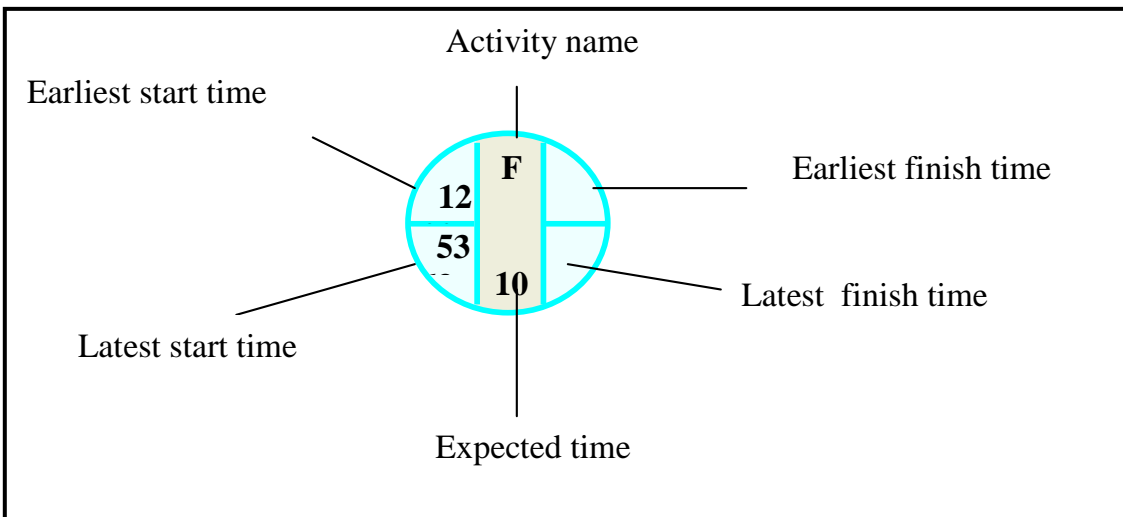 Activity name
Earliest start time
F
Earliest finish time
12
53
10
Latest finish time
Latest start time
Expected time